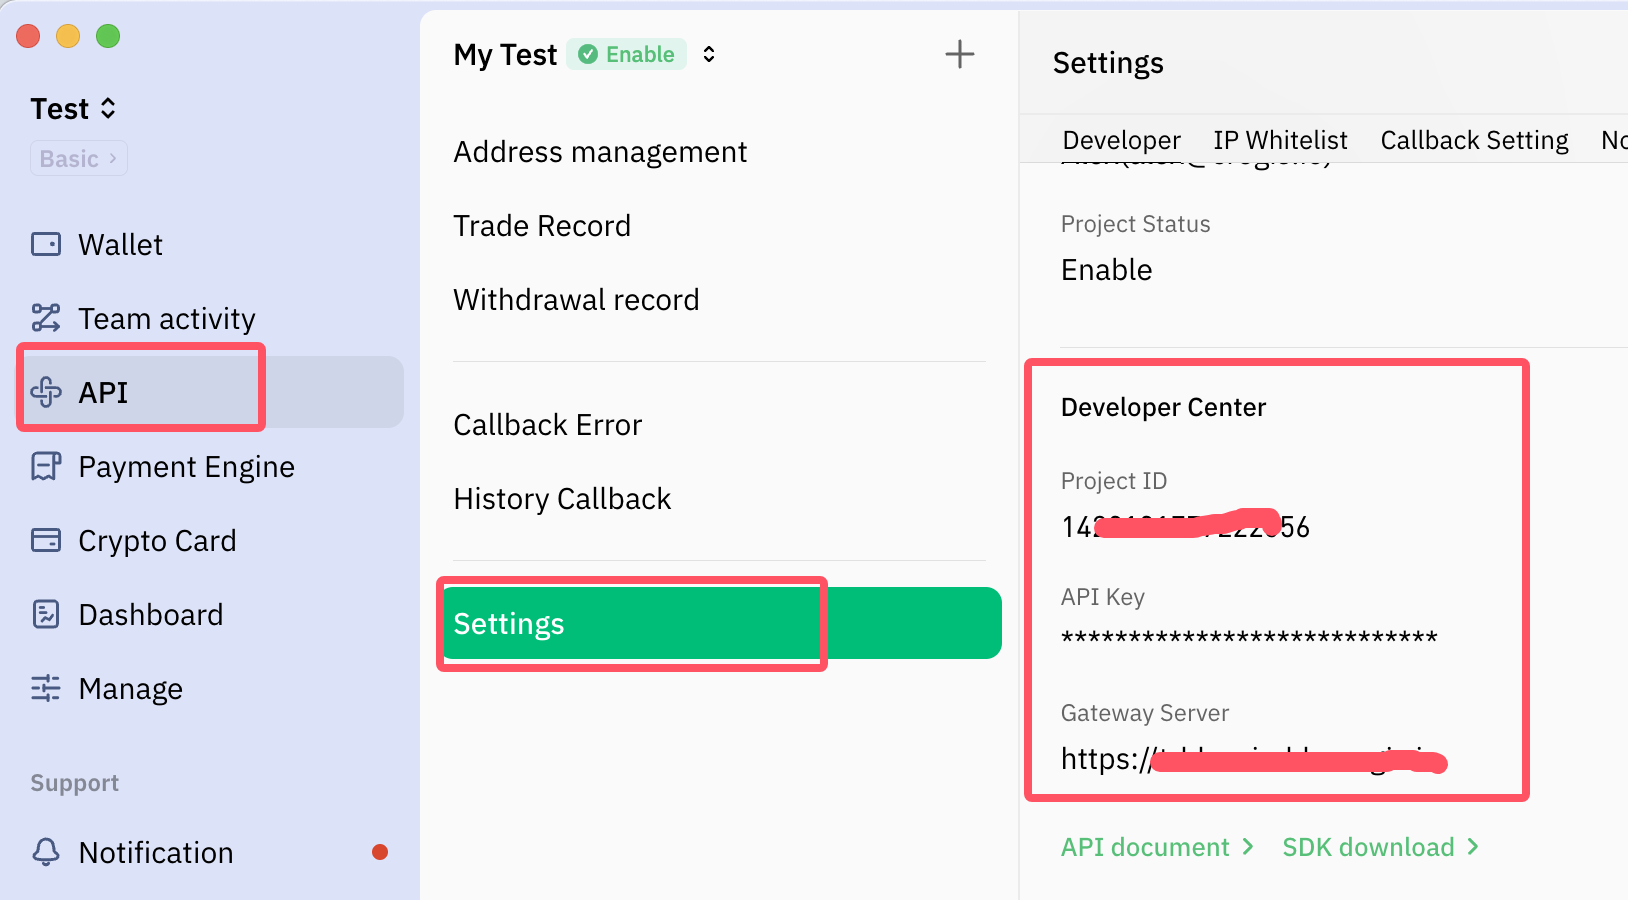 Test
Basic
Wallet
Team activity
API
Payment Engine
Crypto Card
Dashboard
Manage
Support
Notification
My Test Enable
Address management
Trade Record
Withdrawal record
Callback Error
History Callback
Settings
Settings
Developer IP Whitelist Callback Setting No
Project Status
Enable
Developer Center
Project ID
14 56
API Key
****************************
Gateway Server
https://
API document SDK download